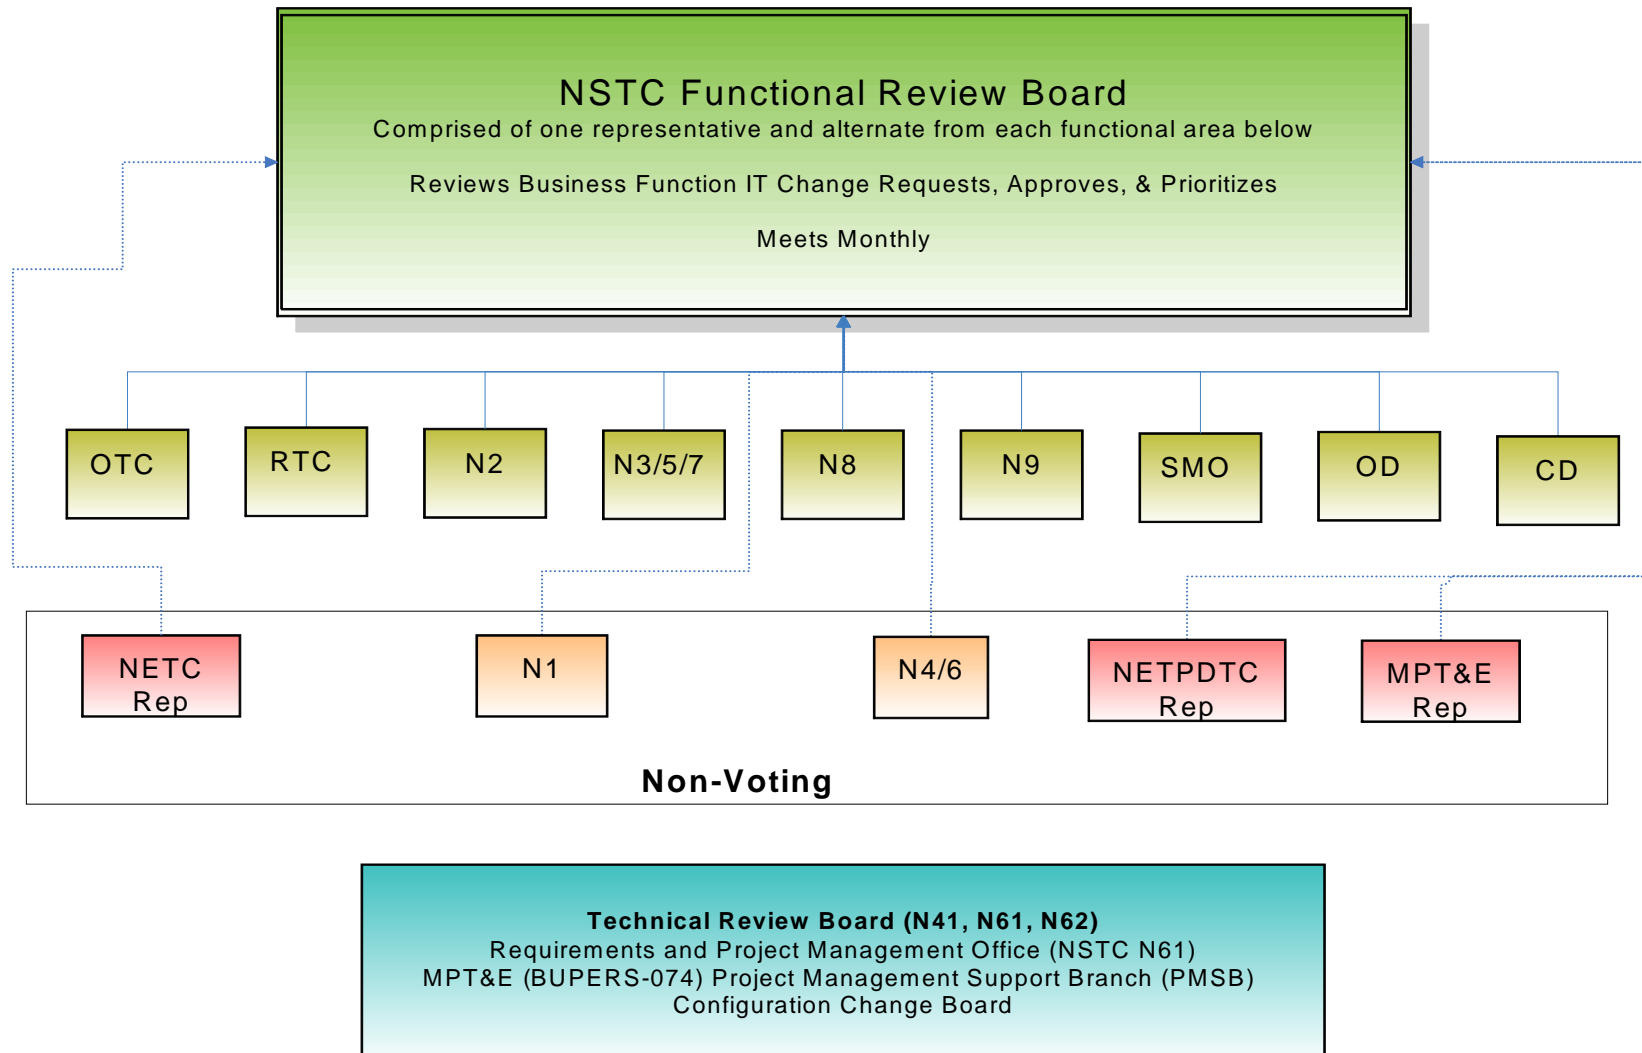 NSTC Functional Review Board
Comprised of one representative and alternate from each functional area below
Reviews Business Function IT Change Requests, Approves, & Prioritizes
Meets Monthly
OTC
RTC
N2
N3/5/7
N8
N9
SMO
OD
CD
NETC
Rep
N1
N4/6
NETPDTC
Rep
MPT&E
Rep
Non-Voting
Technical Review Board (N41, N61, N62)
Requirements and Project Management Office (NSTC N61)
MPT&E (BUPERS-074) Project Management Support Branch (PMSB)
Configuration Change Board